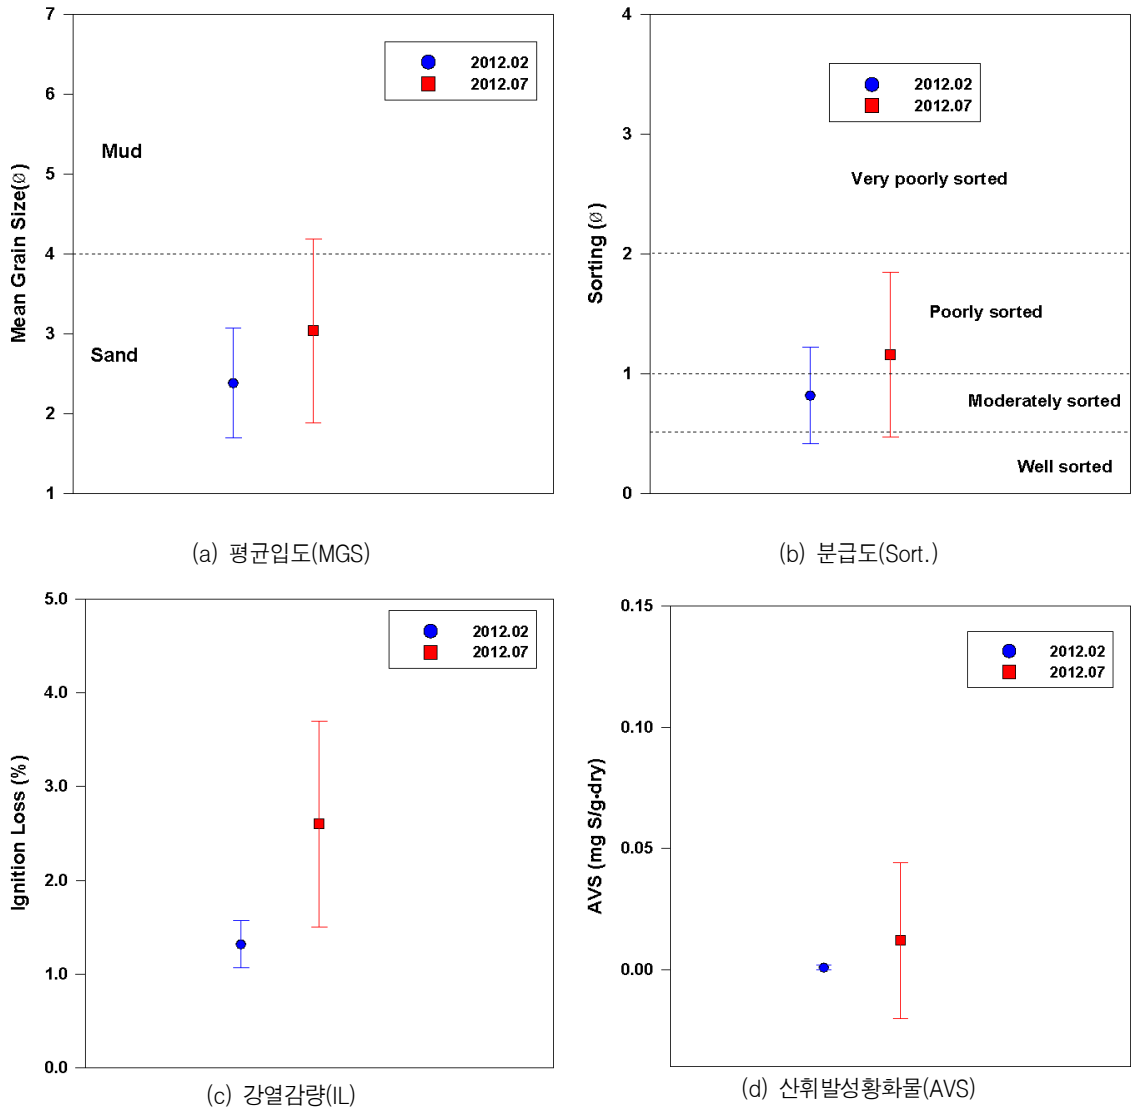 7
6
5
4
3
2
1
Mean Grain Size(ø)
2012.02
2012.07
Mud
Sand
(a) 평균입도(MGS)
4
3
2
1
0
Sorting (ø)
2012.02
2012.07
Very poorly sorted
Poorly sorted
Moderately sorted
Well sorted
(b) 분급도(Sort.)
5.0
4.0
3.0
2.0
1.0
0.0
Ignition Loss (%)
2012.02
2012.07
(c) 강열감량(IL)
0.15
0.10
0.05
0.00
AVS (mg S/g·dry)
2012.02
2012.07
(d) 산휘발성황화물(AVS)